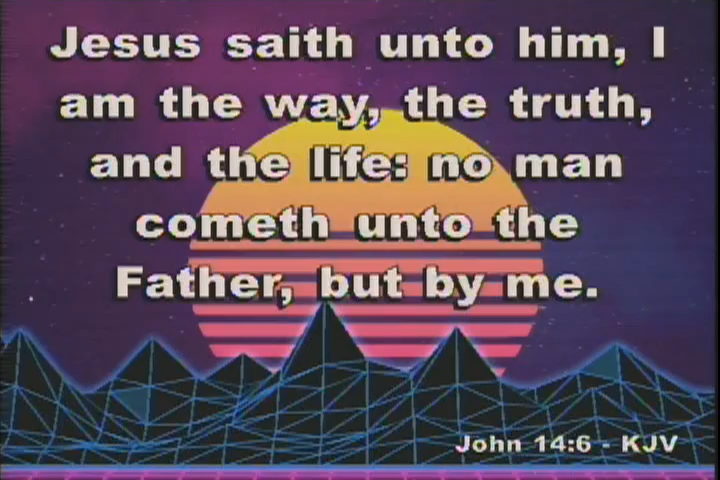 Jesus saith unto him, I
am the way, the truth,
and the life: no man
cometh unto the
Father, but by me.
John 14:6 - KJV